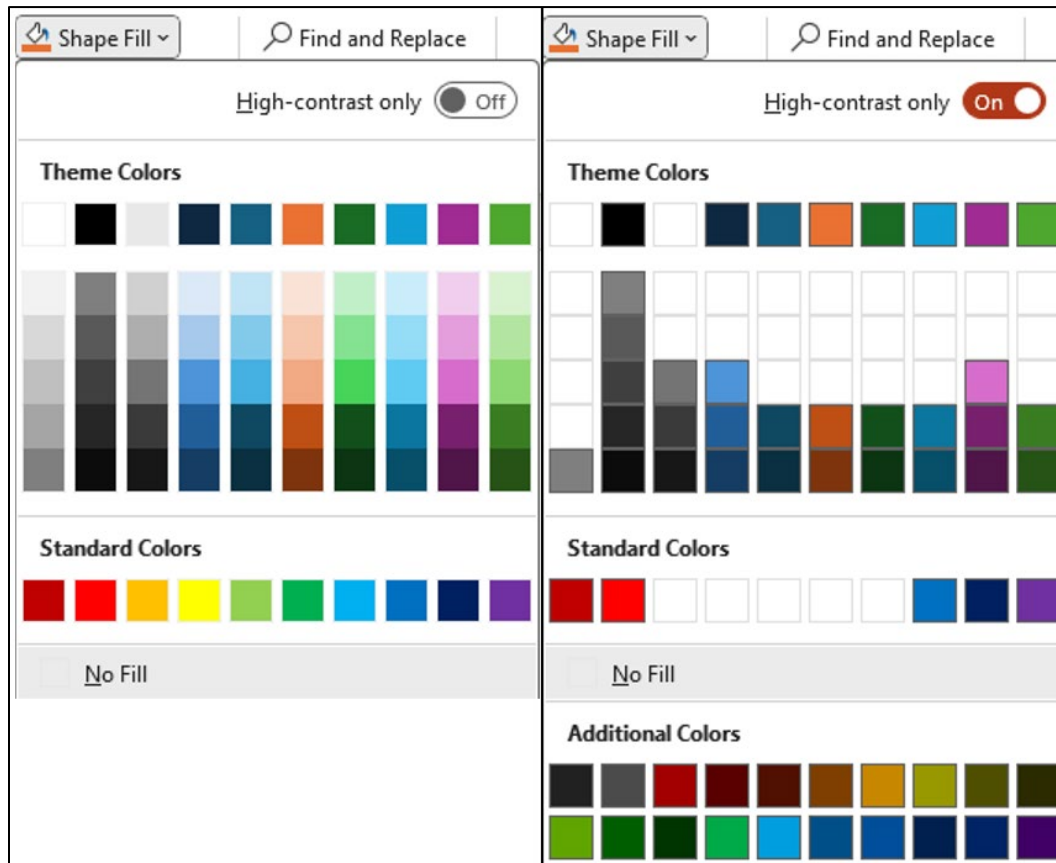 Shape Fill
Find and Replace
High-contrast only Off
Theme Colors
Standard Colors
No Fill
Shape Fill
Find and Replace
High-contrast only On
Theme Colors
Standard Colors
No Fill
Additional Colors